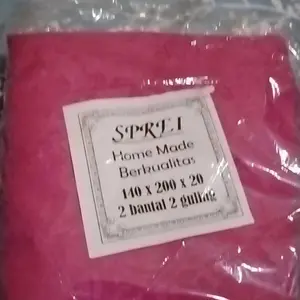 SPREI
Home Made
Berkualitas
140 x 200 x 20
2 bantal 2 guling